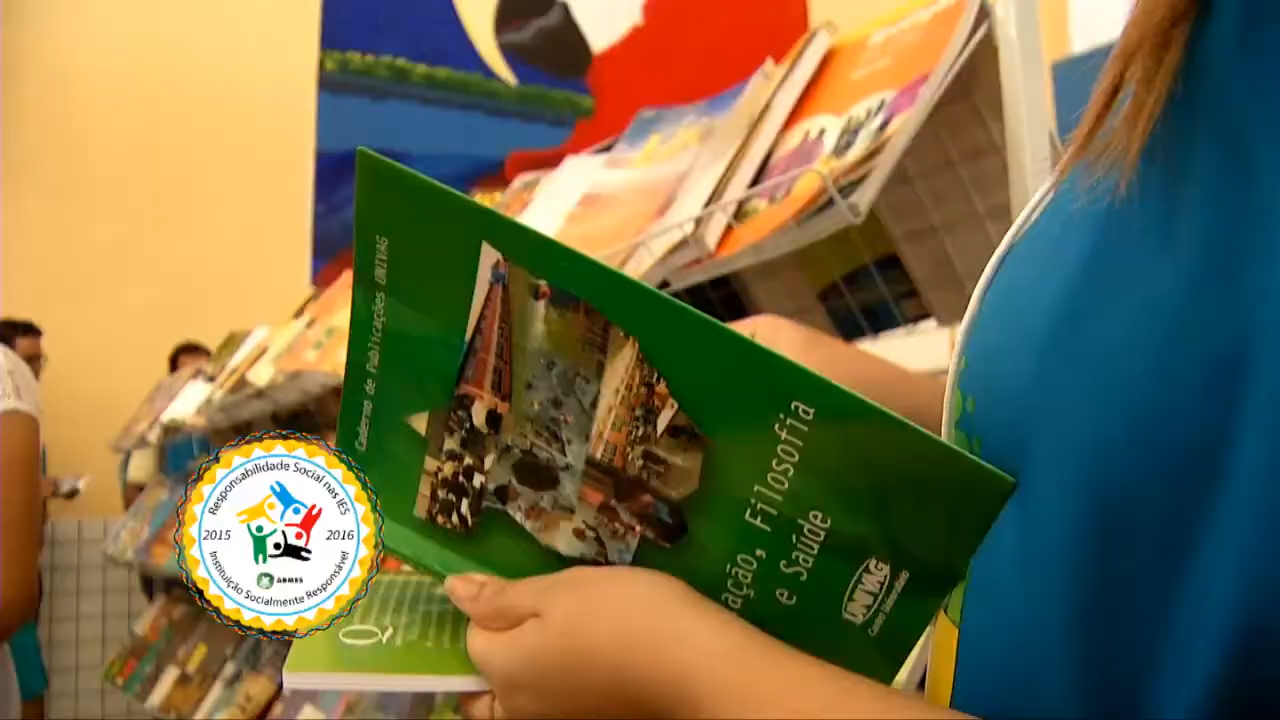 Caderno de Publicações UNIVAG
ação, Filosofia
e Saúde
UNIVAG
Centro Universitário
Responsabilidade Social nas IES
2015
2016
ABMES
Instituição Socialmente Responsável
Q